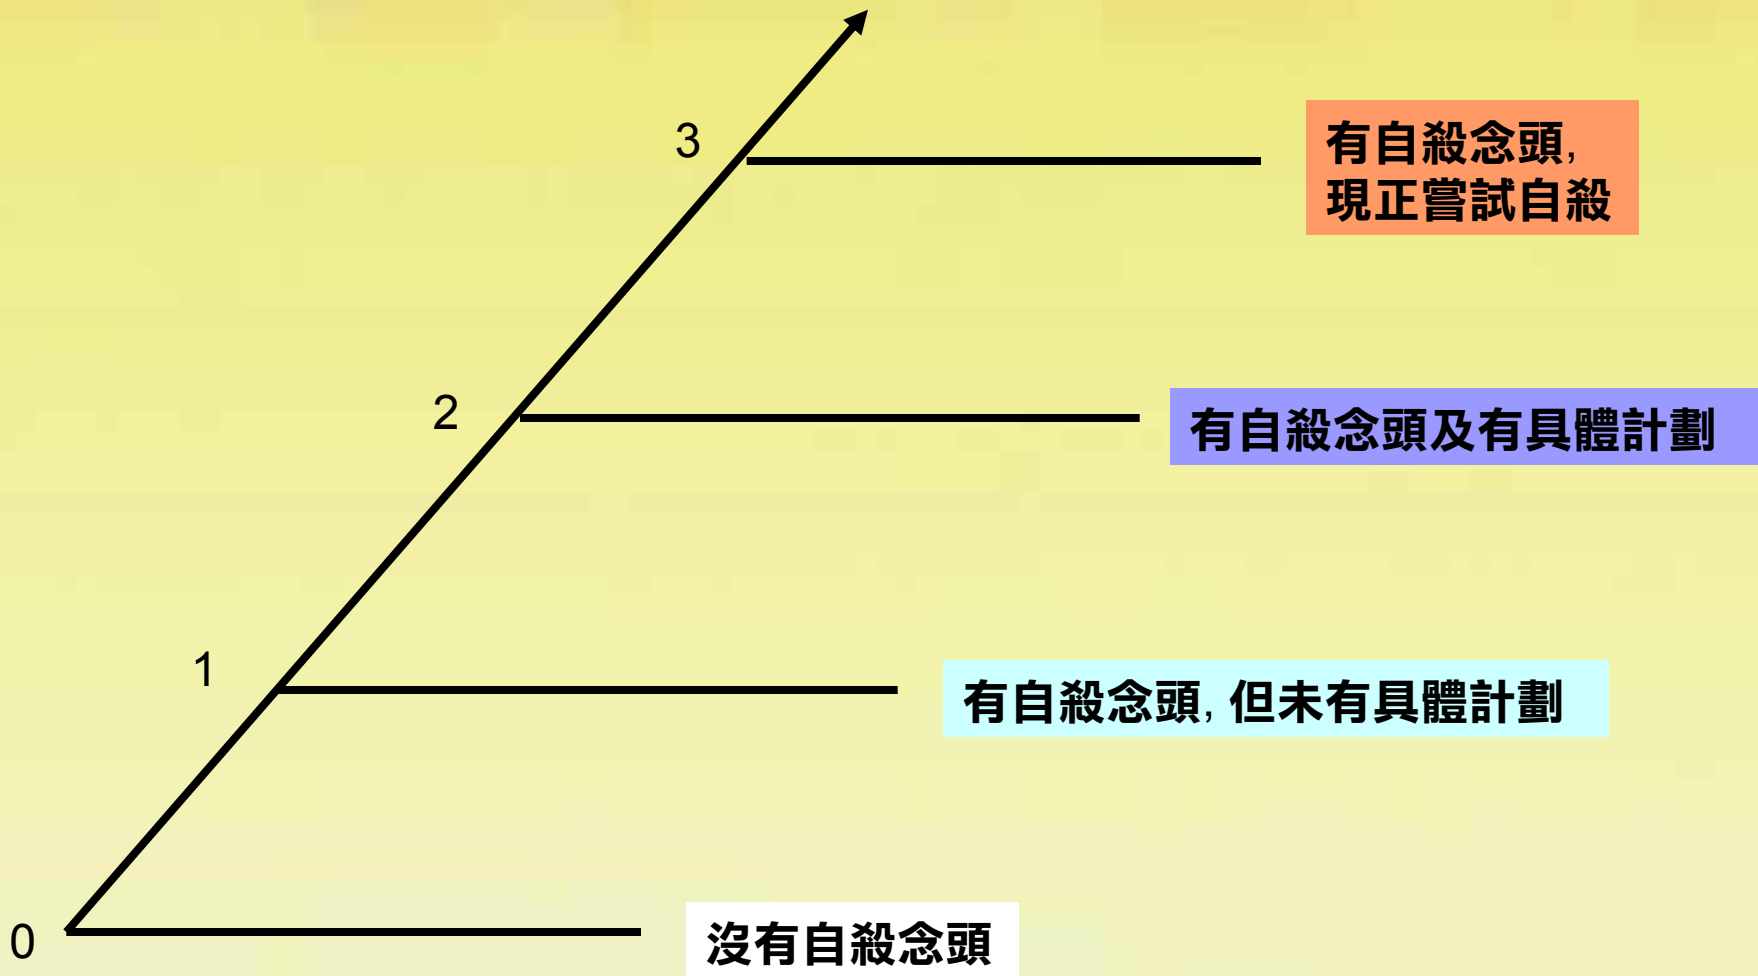 3
有自殺念頭,
現正嘗試自殺
2
有自殺念頭及有具體計劃
1
有自殺念頭, 但未有具體計劃
0
沒有自殺念頭